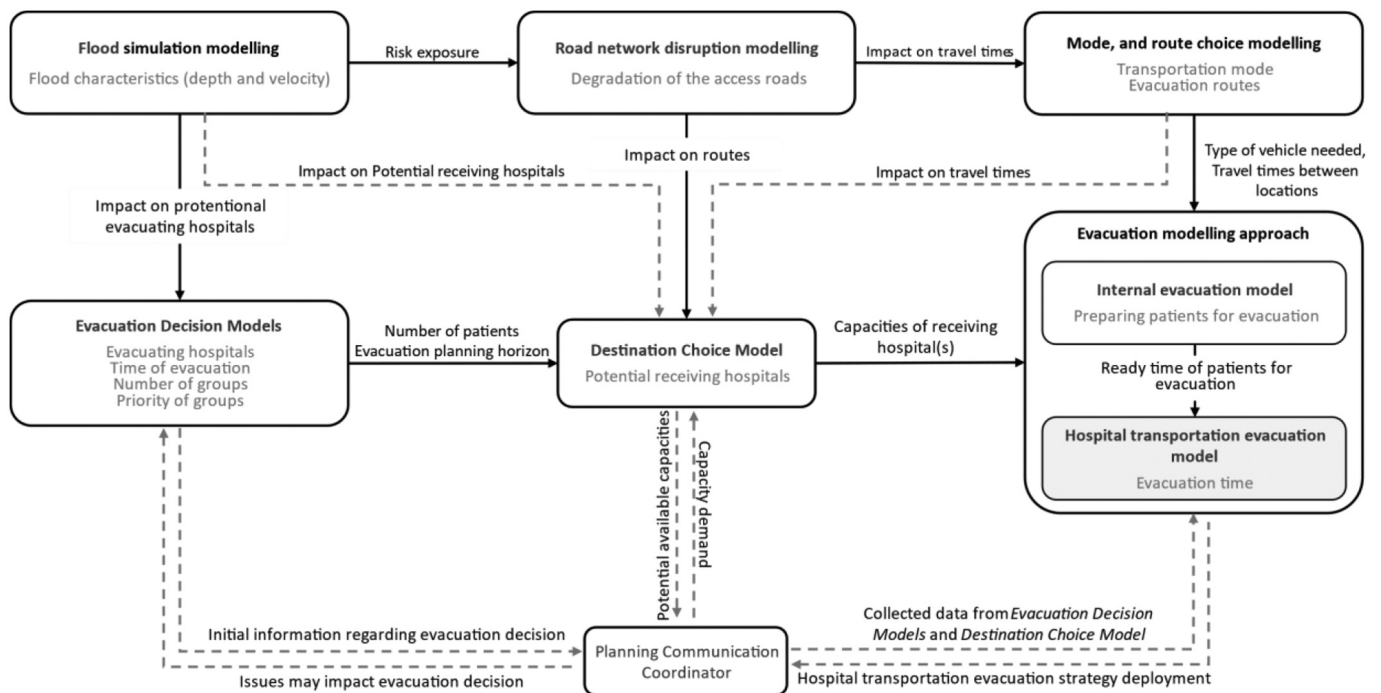 Flood simulation modelling
Flood characteristics (depth and velocity)
Risk exposure
Road network disruption modelling
Degradation of the access roads
Impact on travel times
Mode, and route choice modelling
Transportation mode
Evacuation routes
Impact on protentional
evacuating hospitals
Impact on Potential receiving hospitals
Impact on routes
Impact on travel times
Type of vehicle needed,
Travel times between
locations
Evacuation Decision Models
Evacuating hospitals
Time of evacuation
Number of groups
Priority of groups
Number of patients
Evacuation planning horizon
Destination Choice Model
Potential receiving hospitals
Capacities of receiving
hospital(s)
Evacuation modelling approach
Internal evacuation model
Preparing patients for evacuation
Ready time of patients for
evacuation
Hospital transportation evacuation
model
Evacuation time
Potential available capacities
Capacity demand
Initial information regarding evacuation decision
Issues may impact evacuation decision
Planning Communication
Coordinator
Collected data from Evacuation Decision
Models and Destination Choice Model
Hospital transportation evacuation strategy deployment